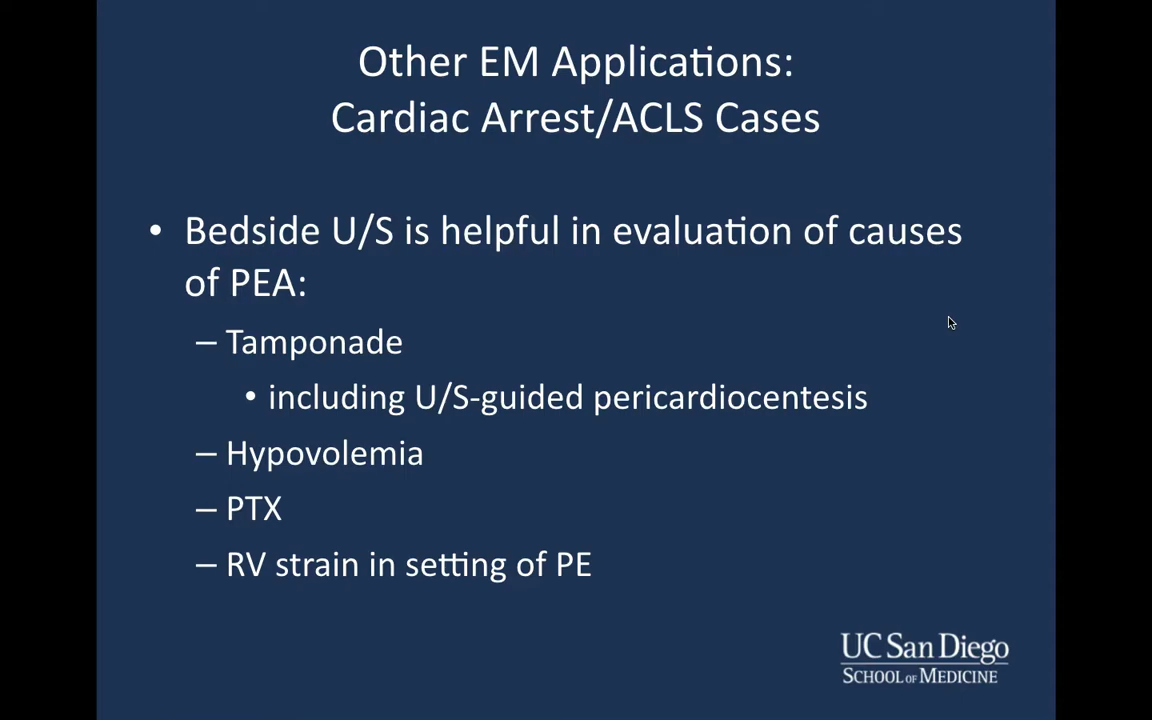 Other EM Applications:
Cardiac Arrest/ACLS Cases
• Bedside U/S is helpful in evaluation of causes
of PEA:
– Tamponade
• including U/S-guided pericardiocentesis
– Hypovolemia
– PTX
– RV strain in setting of PE
UC San Diego
SCHOOL OF MEDICINE